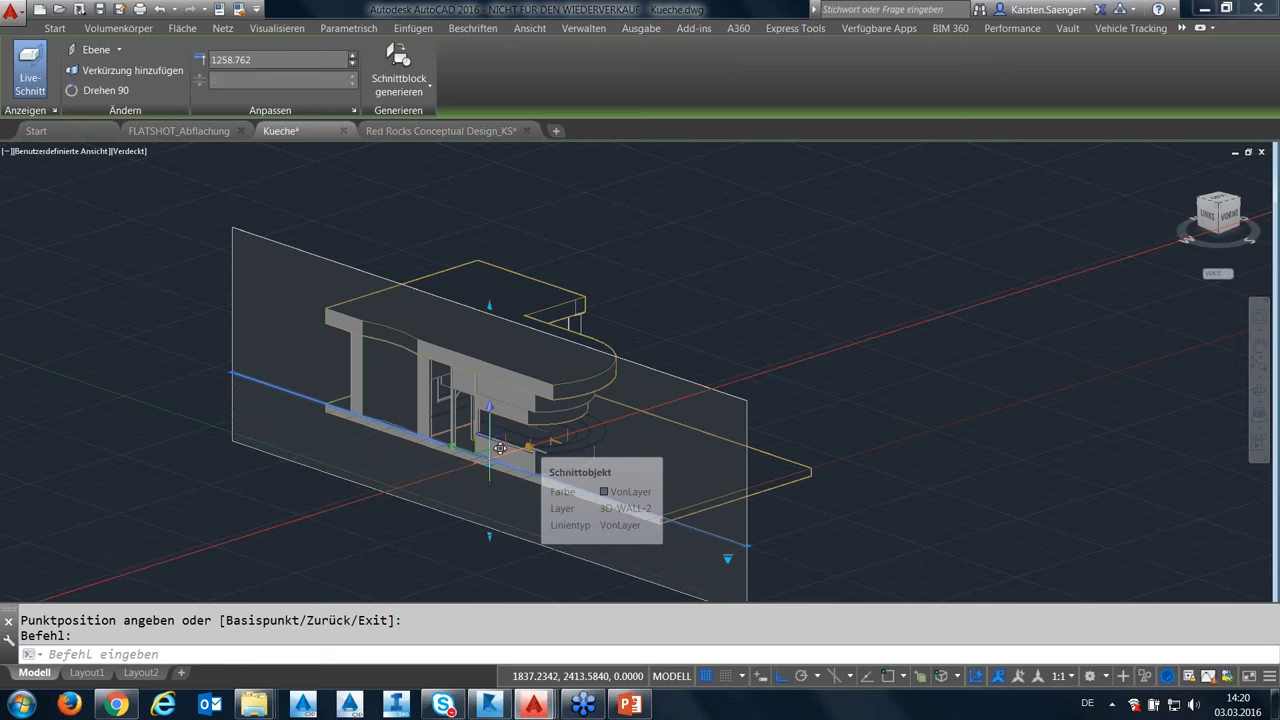 Autodesk AutoCAD 2016 - NICHT FÜR DEN WIEDERVERKAUF Kueche.dwg
Stichwort oder Frage eingeben
Karsten.Saenger
Start Volumenkörper Fläche Netz Visualisieren Parametrisch Einfügen Beschriften Ansicht Verwalten Ausgabe Add-ins A360 Express Tools Verfügbare Apps BIM 360 Performance Vault Vehicle Tracking
Live-
Schnitt
Ebene
Verkürzung hinzufügen
Drehen 90
1258.762
Schnittblock
generieren
Anzeigen Ändern Anpassen Generieren
Start FLATSHOT_Abflachung Kueche* Red Rocks Conceptual Design_KS*
[−][Benutzerdefinierte Ansicht][Verdeckt]
LINKS VORNE
WKS
Schnittobjekt
Farbe VonLayer
Layer 3D-WALL-2
Linientyp VonLayer
Punktposition angeben oder [Basispunkt/Zurück/Exit]:
Befehl:
Befehl eingeben
Modell Layout1 Layout2 +
1837.2342, 2413.5840, 0.0000 MODELL 1:1
DE 14:20
03.03.2016